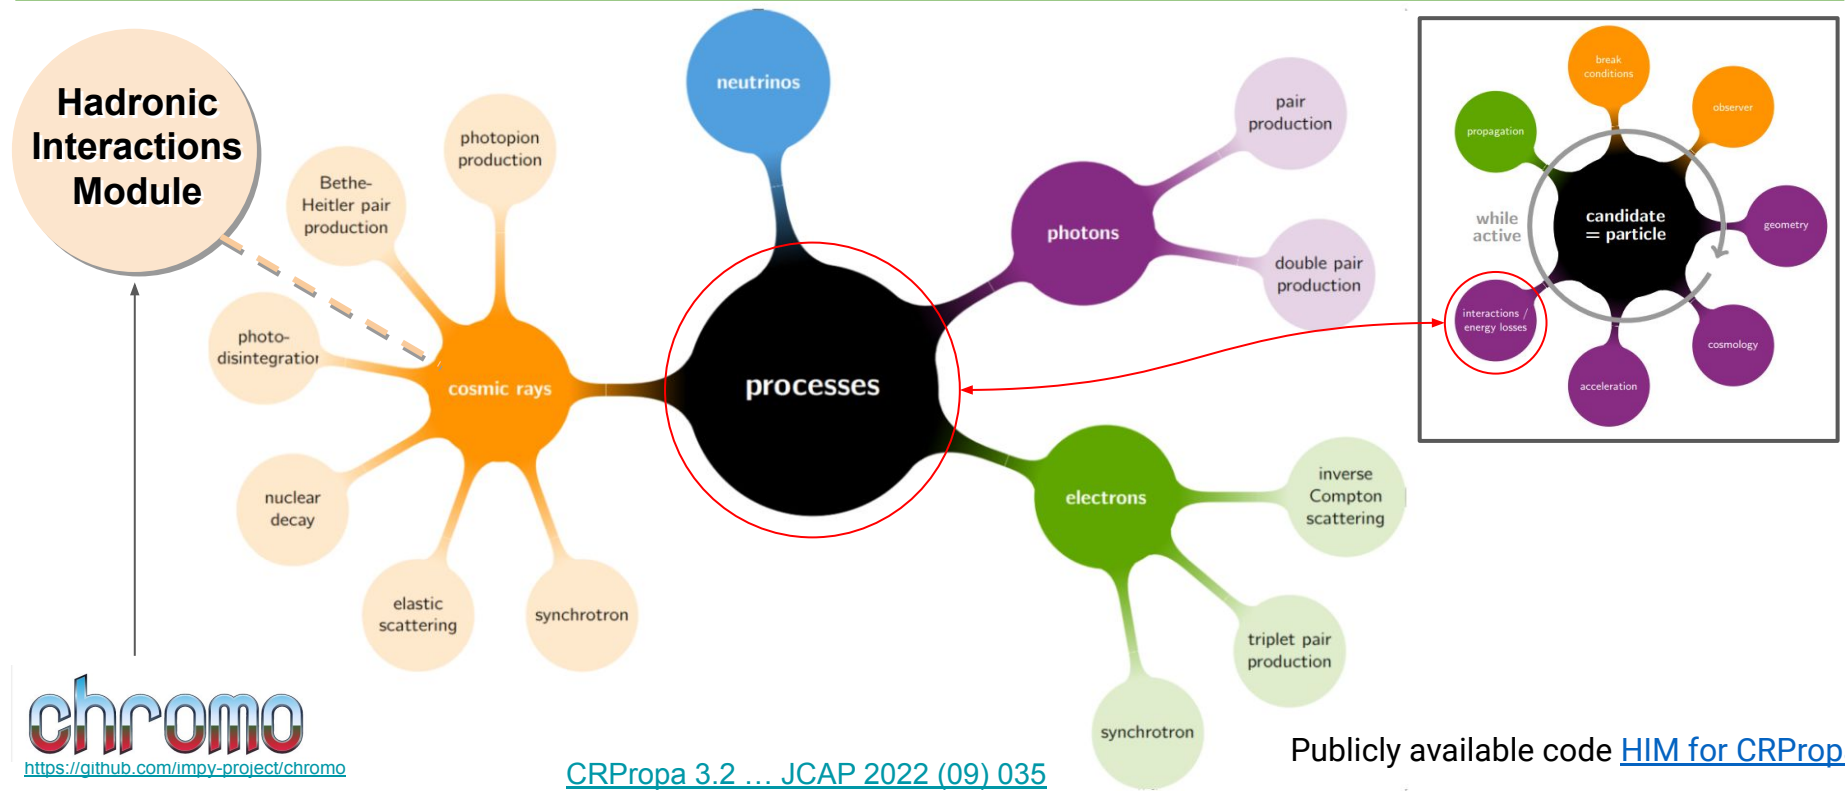 Hadronic
Interactions
Module
photopion
production
Bethe-
Heitler pair
production
photo-
disintegration
nuclear
decay
elastic
scattering
synchrotron
cosmic rays
neutrinos
processes
photons
pair
production
double pair
production
electrons
inverse
Compton
scattering
triplet pair
production
synchrotron
break
conditions
observer
propagation
while
active
candidate
= particle
geometry
interactions /
energy losses
cosmology
acceleration
chromo
https://github.com/impy-project/chromo
CRPropa 3.2 … JCAP 2022 (09) 035
Publicly available code HIM for CRProp